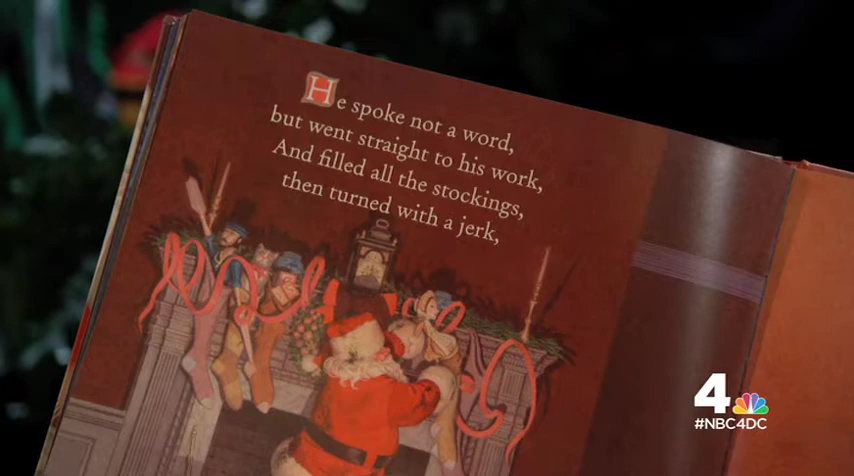 He spoke not a word,
but went straight to his work,
And filled all the stockings,
then turned with a jerk,
4
#NBC4DC